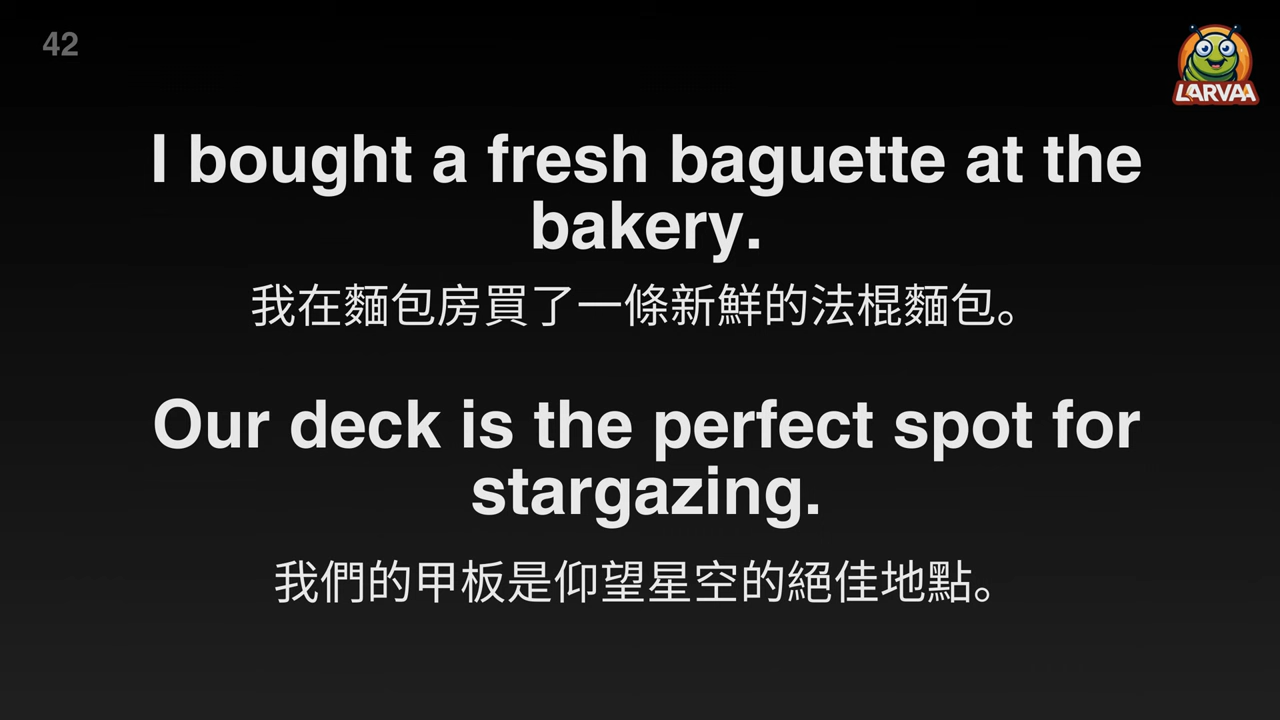 42
LARVAA
I bought a fresh baguette at the
bakery.
我在麵包房買了一條新鮮的法棍麵包。
Our deck is the perfect spot for
stargazing.
我們的甲板是仰望星空的絕佳地點。